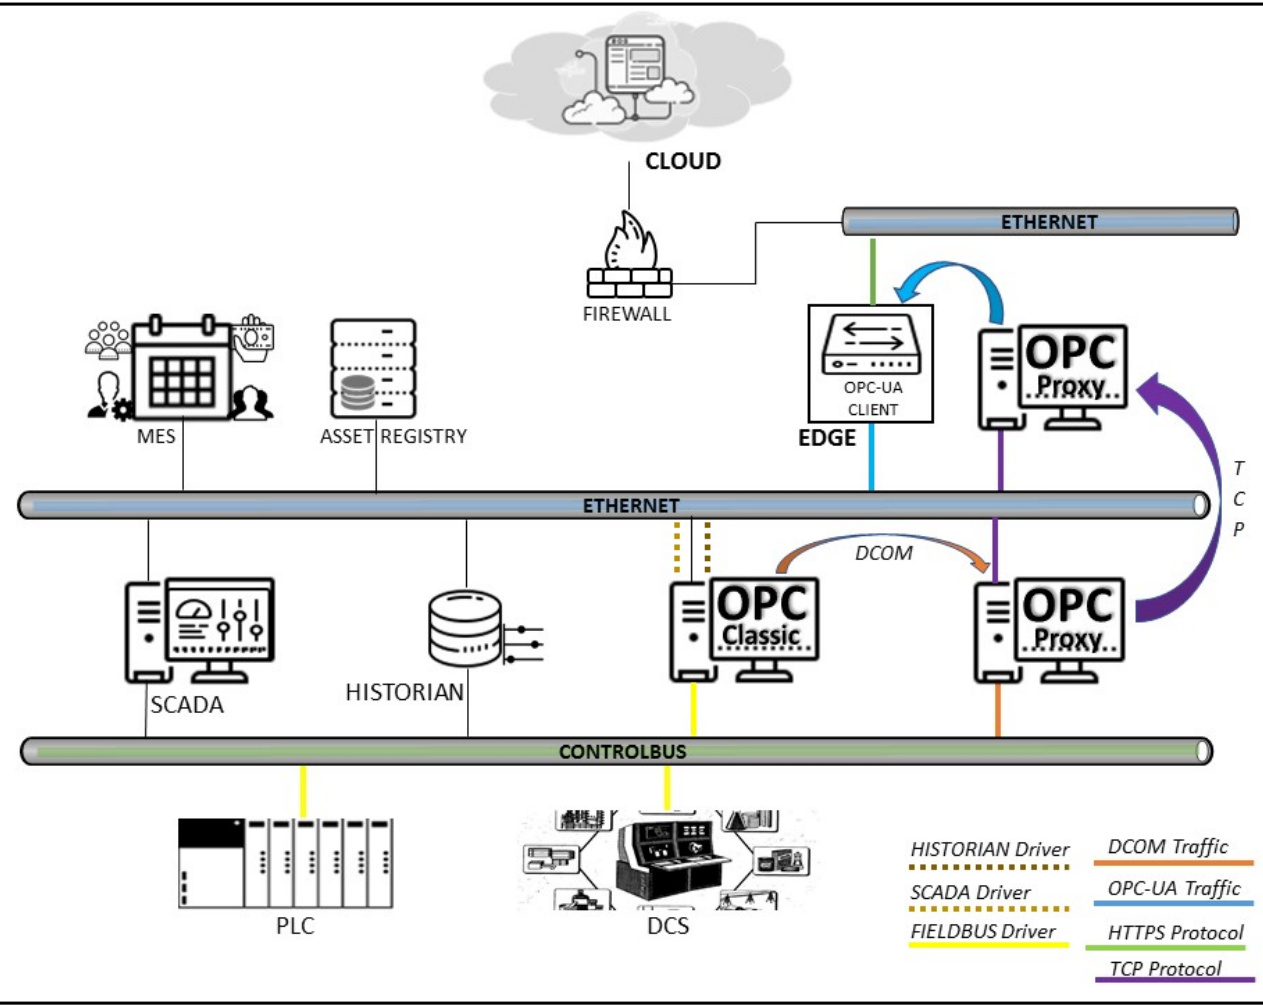 CLOUD
ETHERNET
FIREWALL
OPC-UA
CLIENT
EDGE
OPC
Proxy
MES
ASSET REGISTRY
T
C
P
ETHERNET
DCOM
OPC
Classic
OPC
Proxy
SCADA
HISTORIAN
CONTROLBUS
PLC
DCS
HISTORIAN Driver
SCADA Driver
FIELDBUS Driver
DCOM Traffic
OPC-UA Traffic
HTTPS Protocol
TCP Protocol